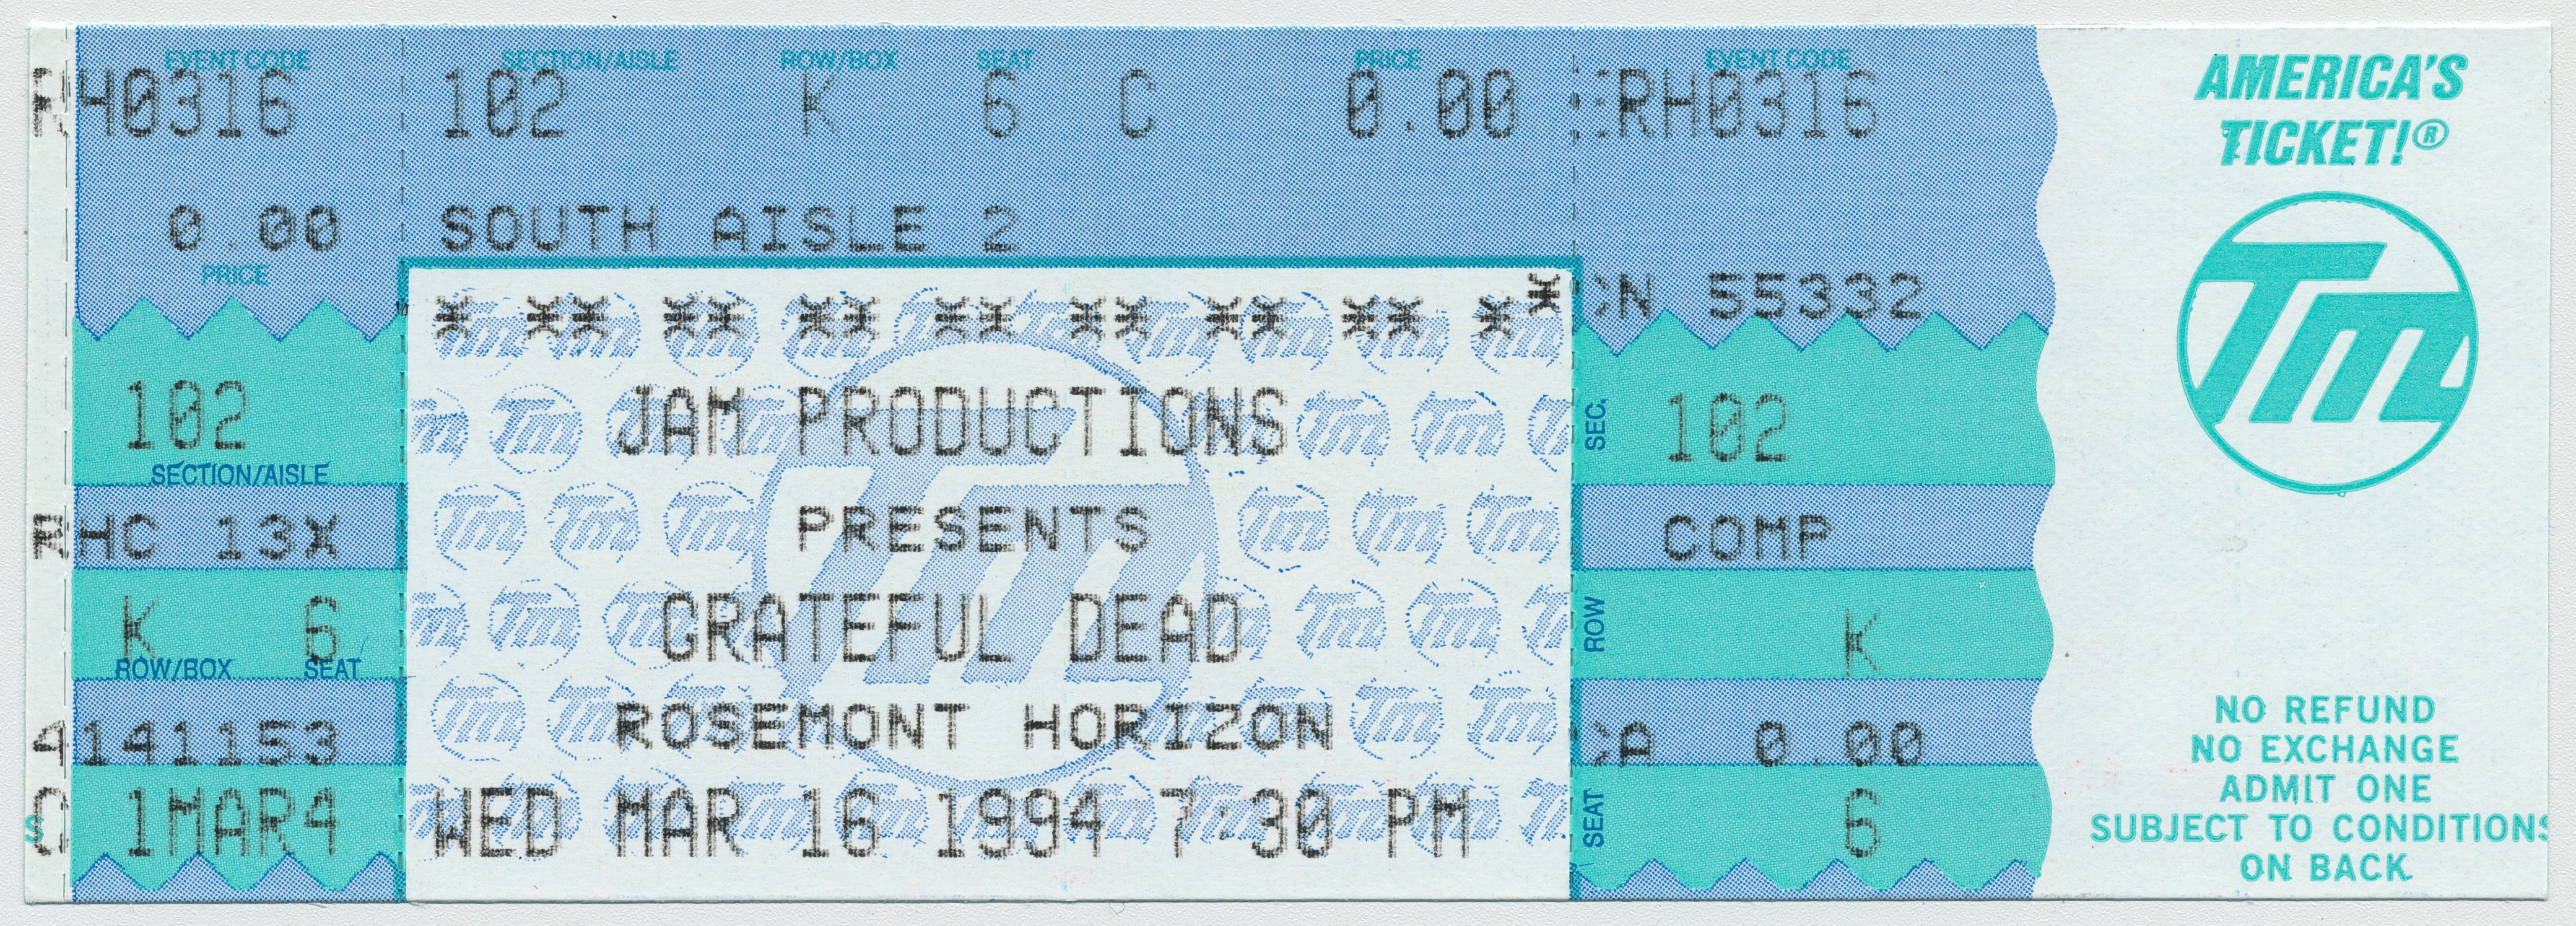 EVENT CODE SECTION/AISLE ROW/BOX SEAT PRICE EVENT CODE
RH0316 102 K 6 C 0.00 ERH0316
0.00 SOUTH AISLE 2
PRICE
CN 55332
* ** ** ** ** ** ** ** **
102
SECTION/AISLE
RHC 13X
K 6
ROW/BOX SEAT
4141153
C 1MAR4
JAM PRODUCTIONS
PRESENTS
GRATEFUL DEAD
ROSEMONT HORIZON
WED MAR 16 1994 7:30 PM
SEC. 102
COMP
ROW K
CA 0.00
SEAT 6
AMERICA'S
TICKET!®
Tm
NO REFUND
NO EXCHANGE
ADMIT ONE
SUBJECT TO CONDITIONS
ON BACK